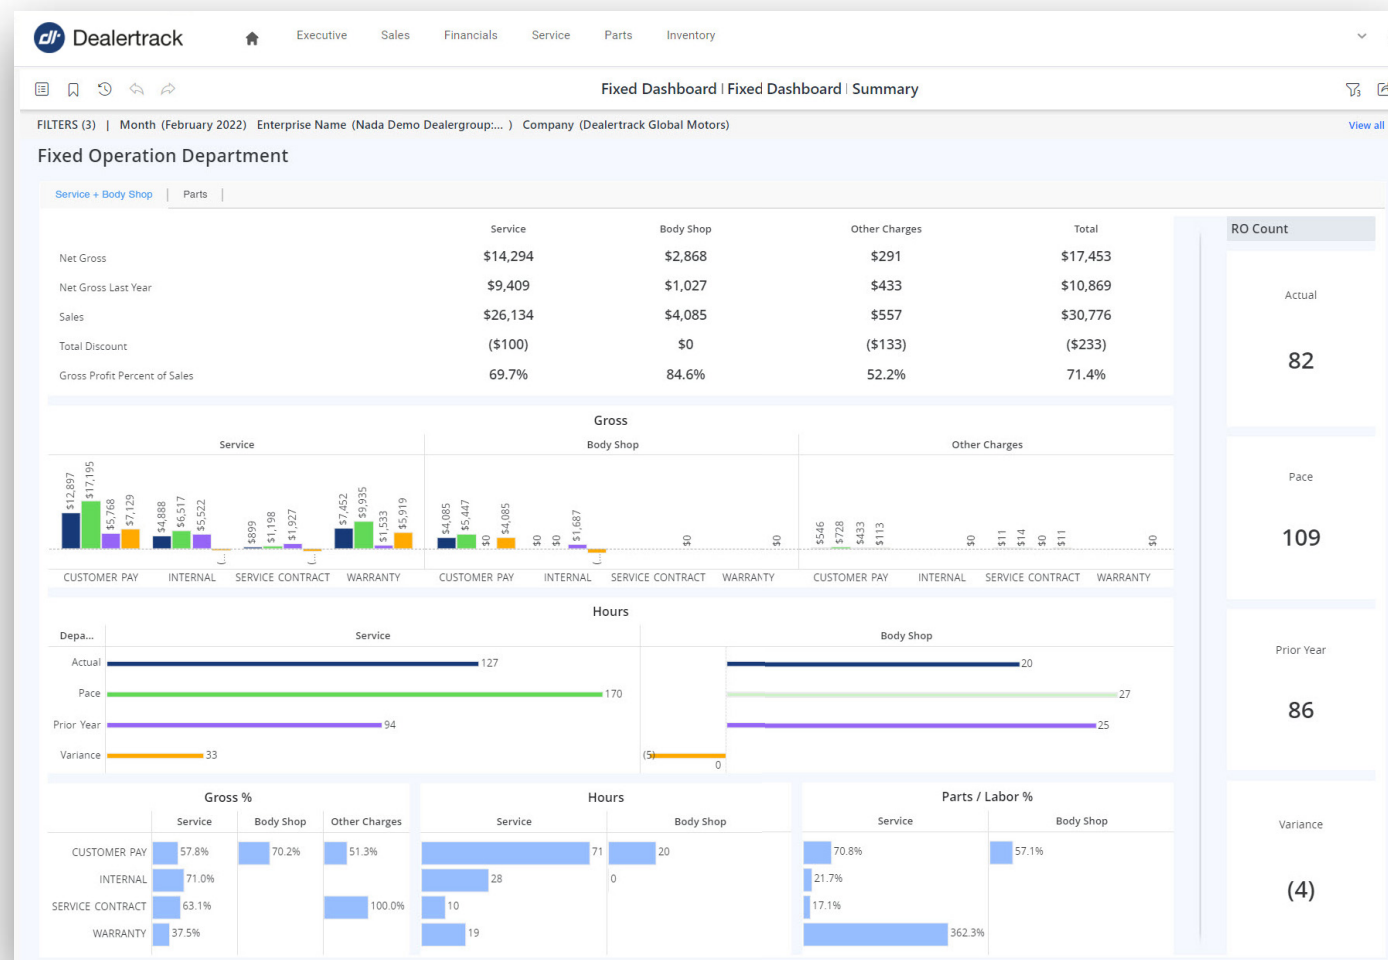 dt Dealertrack
Executive Sales Financials Service Parts Inventory
Fixed Dashboard | Fixed Dashboard | Summary
3
FILTERS (3) | Month (February 2022) Enterprise Name (Nada Demo Dealergroup:... ) Company (Dealertrack Global Motors) View all
Fixed Operation Department
Service + Body Shop | Parts |
Service Body Shop Other Charges Total
Net Gross $14,294 $2,868 $291 $17,453
Net Gross Last Year $9,409 $1,027 $433 $10,869
Sales $26,134 $4,085 $557 $30,776
Total Discount ($100) $0 ($133) ($233)
Gross Profit Percent of Sales 69.7% 84.6% 52.2% 71.4%
RO Count
Actual
82
Pace
109
Prior Year
86
Variance
(4)
Gross
Service Body Shop Other Charges
$12,897 $17,195 $5,768 $7,129 $4,888 $6,517 $5,522 (... $899 $1,198 $1,927 (... $7,452 $9,935 $1,533 $5,919
$4,085 $5,447 $0 $4,085 $0 $0 $1,687 (... $0 $0
$546 $728 $433 $113 $0 $11 $14 $0 $11 $0
CUSTOMER PAY INTERNAL SERVICE CONTRACT WARRANTY CUSTOMER PAY INTERNAL SERVICE CONTRACT WARRANTY CUSTOMER PAY INTERNAL SERVICE CONTRACT WARRANTY
Hours
Depa... Service Body Shop
Actual 127 20
Pace 170 27
Prior Year 94 25
Variance 33 (5) 0
Gross %
Service Body Shop Other Charges
CUSTOMER PAY 57.8% 70.2% 51.3%
INTERNAL 71.0%
SERVICE CONTRACT 63.1% 100.0%
WARRANTY 37.5%
Hours
Service Body Shop
71 20
28 0
10
19
Parts / Labor %
Service Body Shop
70.8% 57.1%
21.7%
17.1%
362.3%